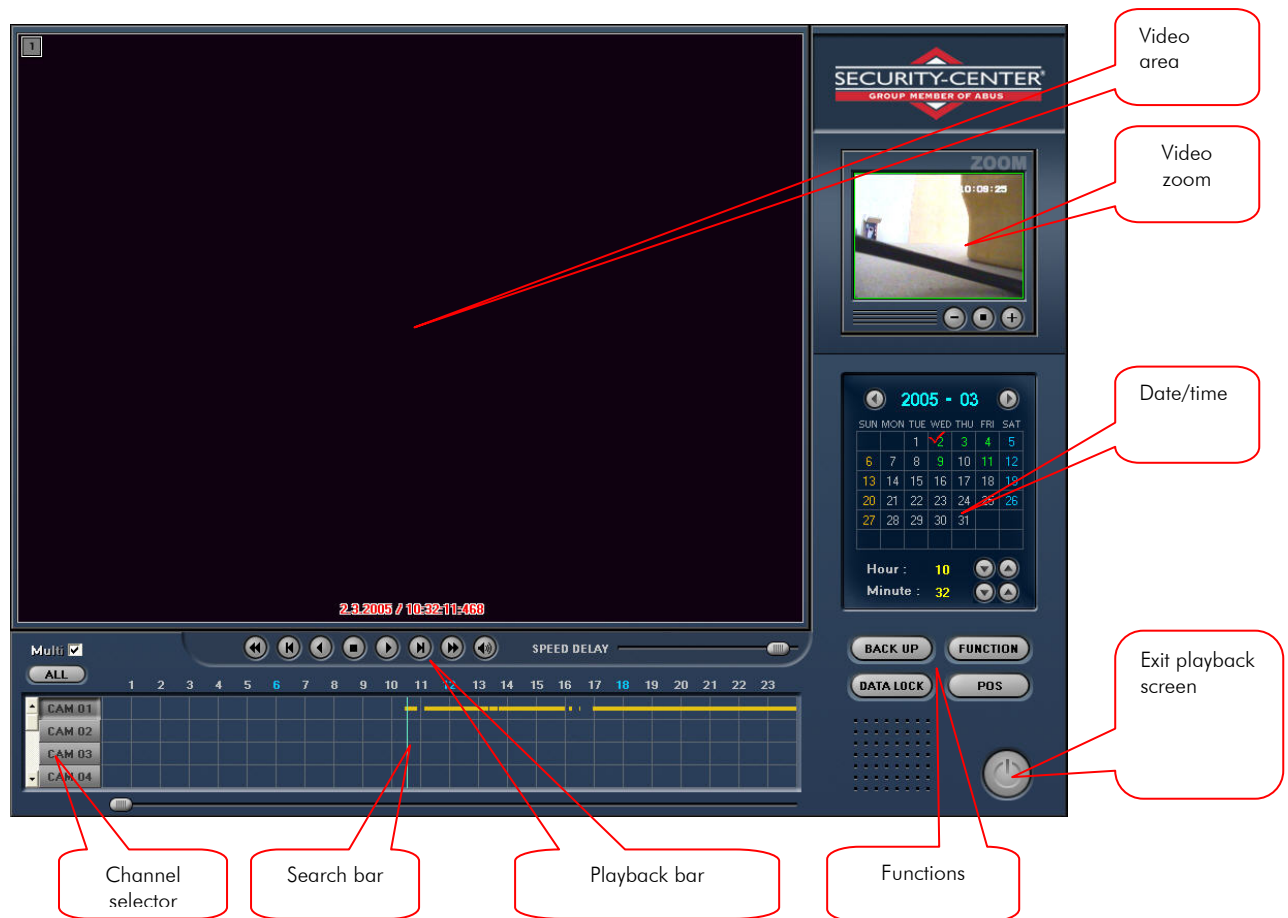 Video
area
1
SECURITY-CENTER®
GROUP MEMBER OF ABUS
ZOOM
10:08:25
Video
zoom
Date/time
2005 - 03
SUN MON TUE WED THU FRI SAT
1 2 3 4 5
6 7 8 9 10 11 12
13 14 15 16 17 18 19
20 21 22 23 24 25 26
27 28 29 30 31
Hour : 10
Minute : 32
2.3.2005 / 10:32:11:468
Multi
SPEED DELAY
ALL
1 2 3 4 5 6 7 8 9 10 11 12 13 14 15 16 17 18 19 20 21 22 23
CAM 01
CAM 02
CAM 03
CAM 04
BACK UP
FUNCTION
DATA LOCK
POS
Exit playback
screen
Channel
selector
Search bar
Playback bar
Functions